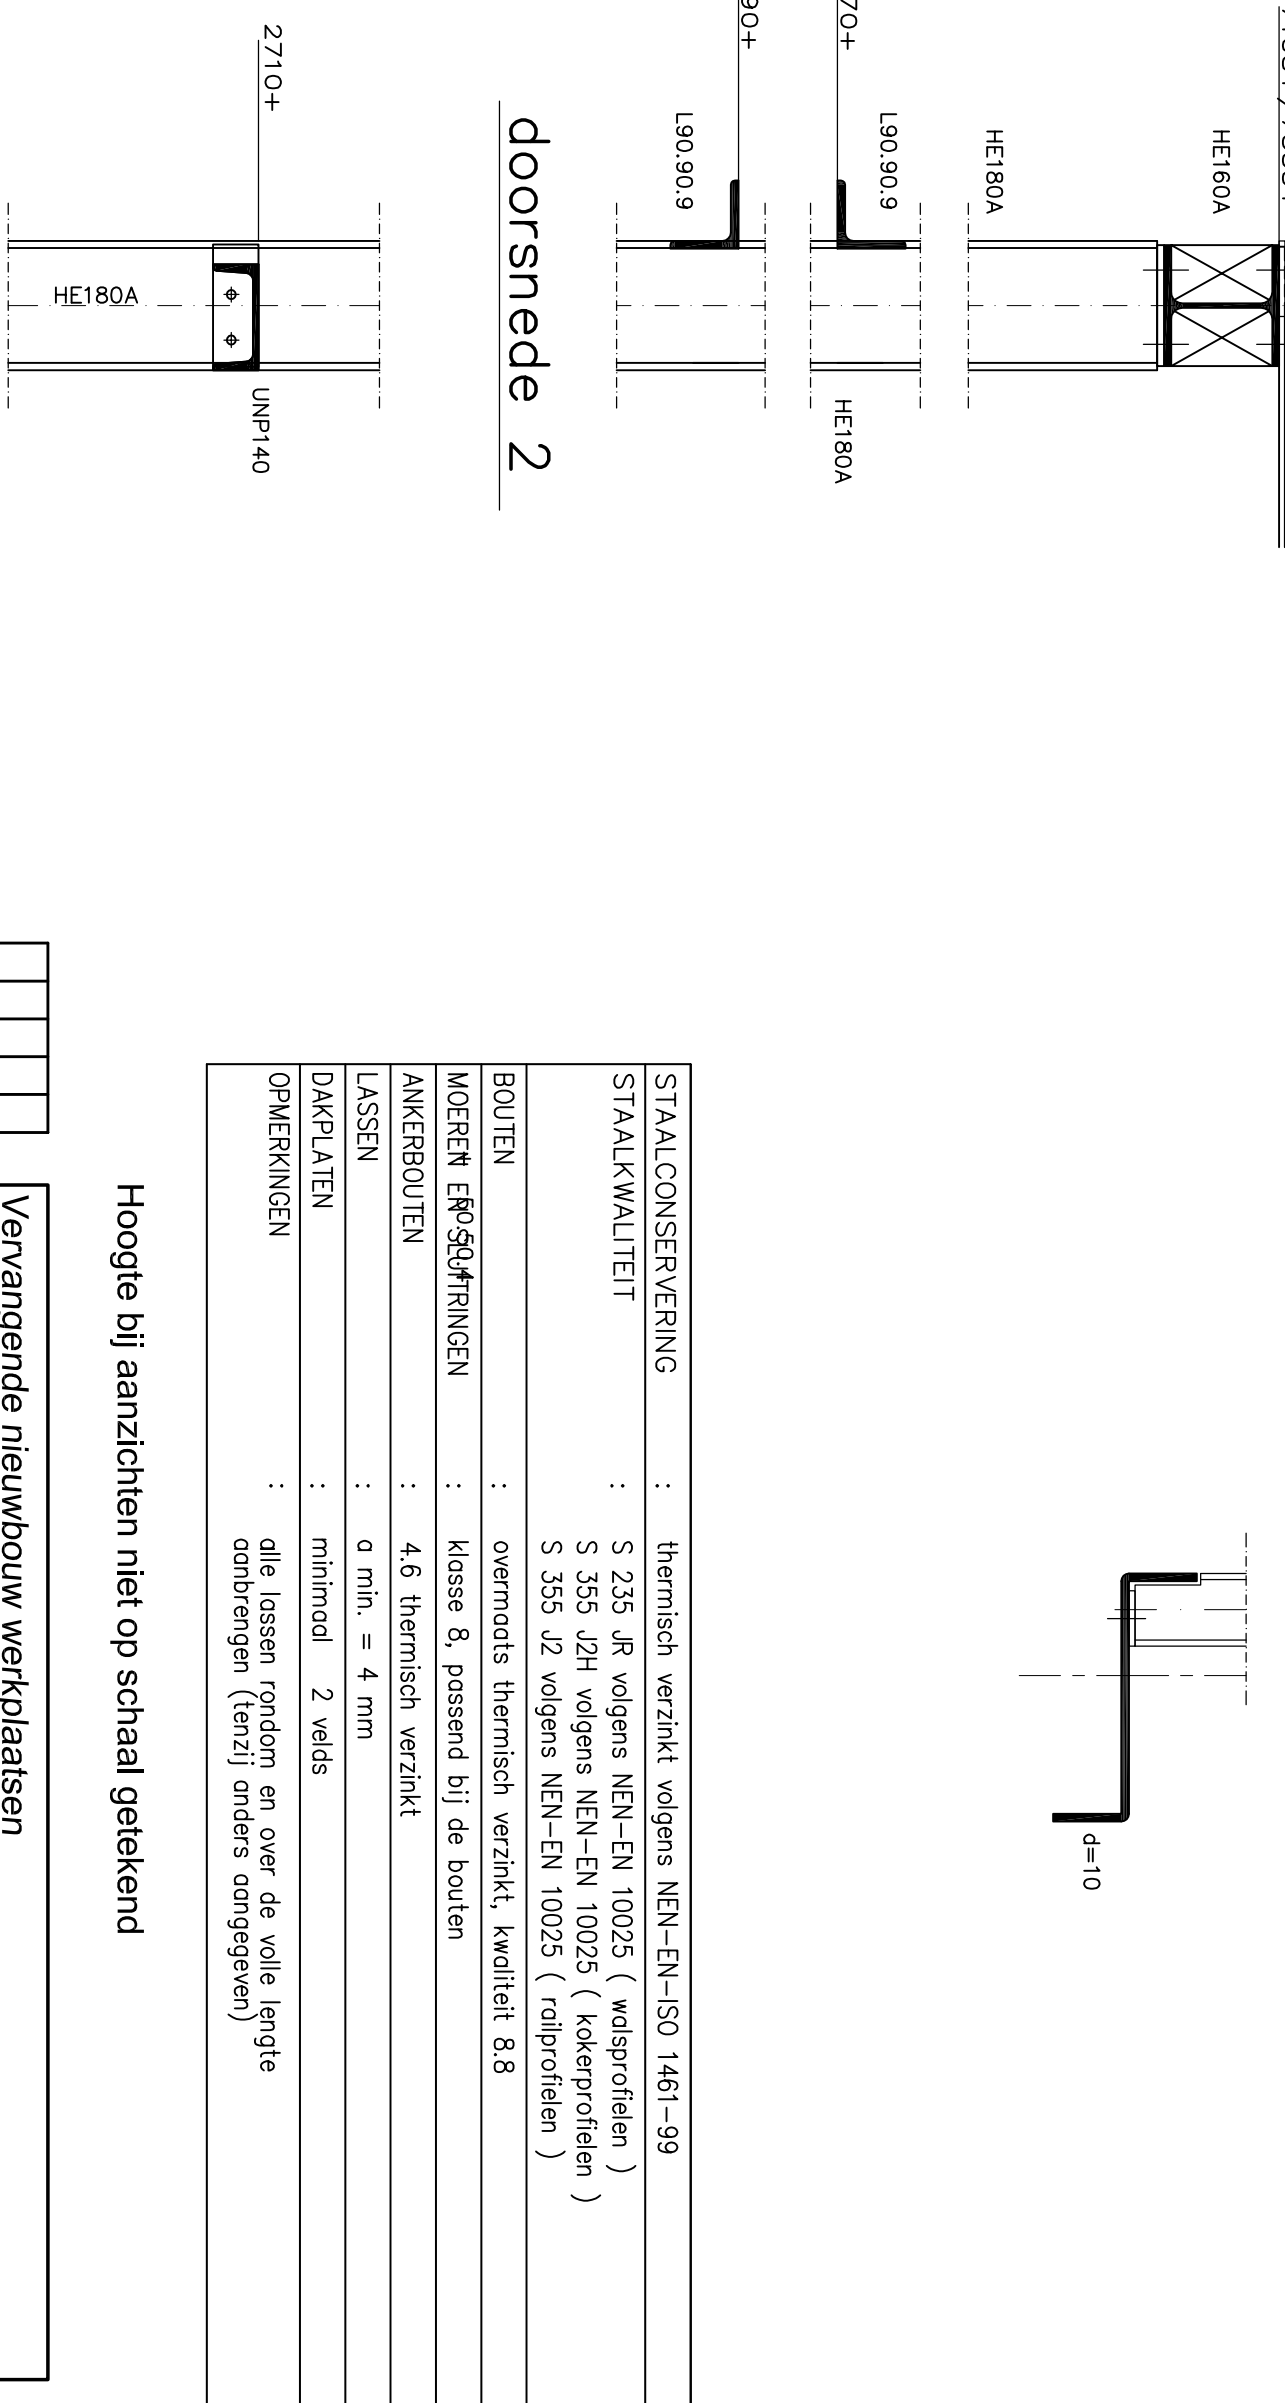 HE160A
HE180A
L90.90.9
70+
HE180A
90+
L90.90.9
doorsnede 2
2710+
HE180A
UNP140
d=10
STAALCONSERVERING : thermisch verzinkt volgens NEN-EN-ISO 1461-99
STAALKWALITEIT : S 235 JR volgens NEN-EN 10025 ( walsprofielen )
S 355 J2H volgens NEN-EN 10025 ( kokerprofielen )
S 355 J2 volgens NEN-EN 10025 ( railprofielen )
BOUTEN : overmaats thermisch verzinkt, kwaliteit 8.8
MOEREN EN SLUITRINGEN : klasse 8, passend bij de bouten
ANKERBOUTEN : 4.6 thermisch verzinkt
LASSEN : a min. = 4 mm
DAKPLATEN : minimaal 2 velds
OPMERKINGEN : alle lassen rondom en over de volle lengte
aanbrengen (tenzij anders aangegeven)
Hoogte bij aanzichten niet op schaal getekend
Vervangende nieuwbouw werkplaatsen